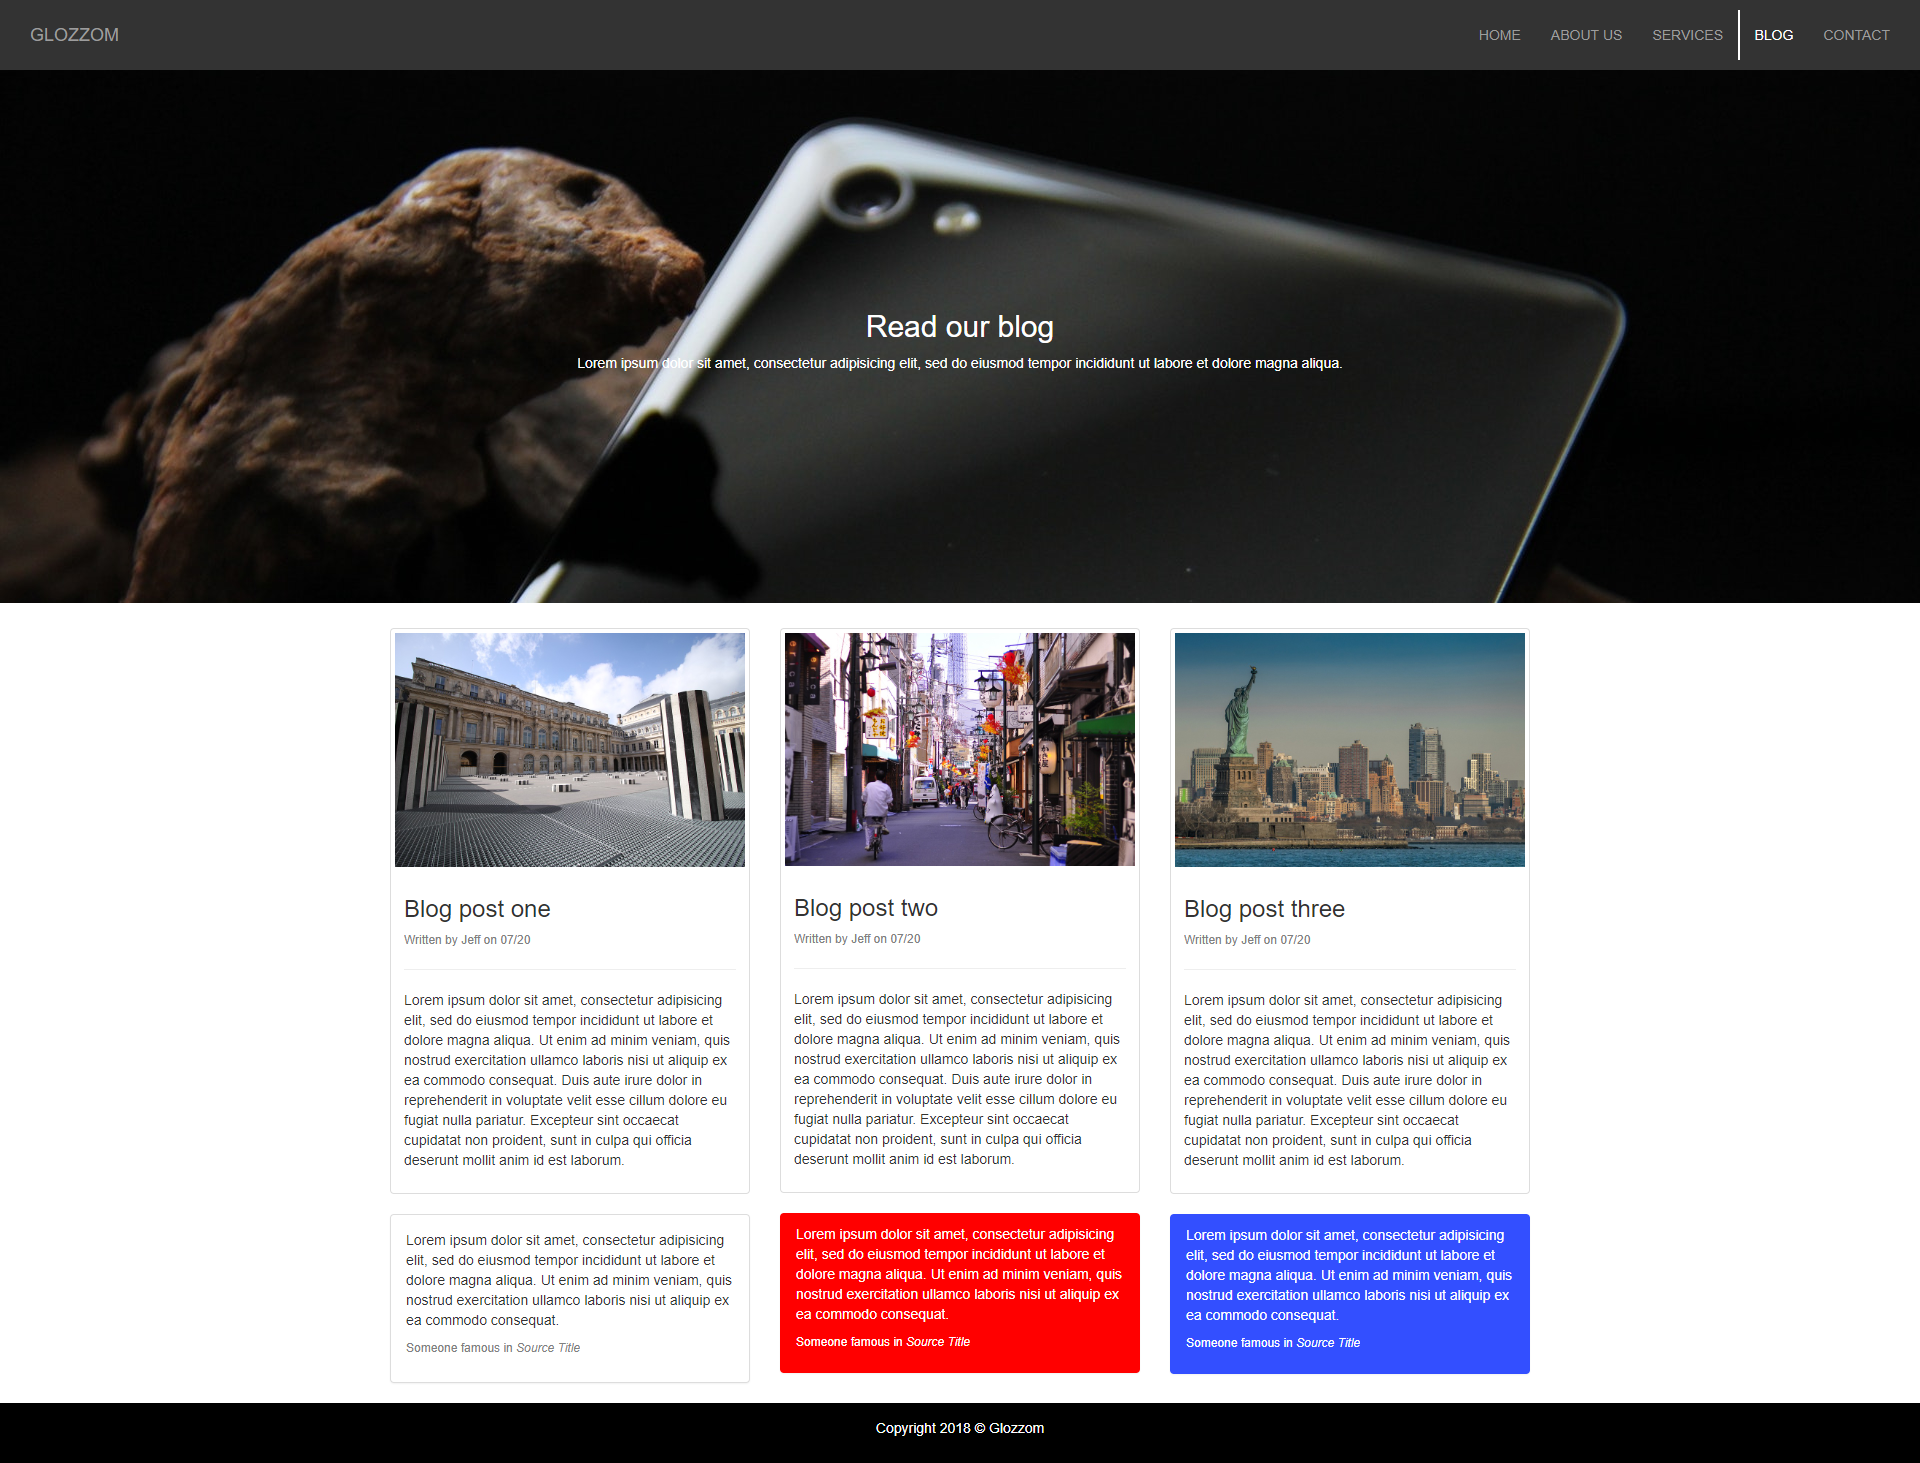 GLOZZOM
HOME ABOUT US SERVICES BLOG CONTACT
Read our blog
Lorem ipsum dolor sit amet, consectetur adipisicing elit, sed do eiusmod tempor incididunt ut labore et dolore magna aliqua.
Blog post one
Written by Jeff on 07/20
Lorem ipsum dolor sit amet, consectetur adipisicing
elit, sed do eiusmod tempor incididunt ut labore et
dolore magna aliqua. Ut enim ad minim veniam, quis
nostrud exercitation ullamco laboris nisi ut aliquip ex
ea commodo consequat. Duis aute irure dolor in
reprehenderit in voluptate velit esse cillum dolore eu
fugiat nulla pariatur. Excepteur sint occaecat
cupidatat non proident, sunt in culpa qui officia
deserunt mollit anim id est laborum.
Blog post two
Written by Jeff on 07/20
Lorem ipsum dolor sit amet, consectetur adipisicing
elit, sed do eiusmod tempor incididunt ut labore et
dolore magna aliqua. Ut enim ad minim veniam, quis
nostrud exercitation ullamco laboris nisi ut aliquip ex
ea commodo consequat. Duis aute irure dolor in
reprehenderit in voluptate velit esse cillum dolore eu
fugiat nulla pariatur. Excepteur sint occaecat
cupidatat non proident, sunt in culpa qui officia
deserunt mollit anim id est laborum.
Blog post three
Written by Jeff on 07/20
Lorem ipsum dolor sit amet, consectetur adipisicing
elit, sed do eiusmod tempor incididunt ut labore et
dolore magna aliqua. Ut enim ad minim veniam, quis
nostrud exercitation ullamco laboris nisi ut aliquip ex
ea commodo consequat. Duis aute irure dolor in
reprehenderit in voluptate velit esse cillum dolore eu
fugiat nulla pariatur. Excepteur sint occaecat
cupidatat non proident, sunt in culpa qui officia
deserunt mollit anim id est laborum.
Lorem ipsum dolor sit amet, consectetur adipisicing
elit, sed do eiusmod tempor incididunt ut labore et
dolore magna aliqua. Ut enim ad minim veniam, quis
nostrud exercitation ullamco laboris nisi ut aliquip ex
ea commodo consequat.
Someone famous in Source Title
Lorem ipsum dolor sit amet, consectetur adipisicing
elit, sed do eiusmod tempor incididunt ut labore et
dolore magna aliqua. Ut enim ad minim veniam, quis
nostrud exercitation ullamco laboris nisi ut aliquip ex
ea commodo consequat.
Someone famous in Source Title
Lorem ipsum dolor sit amet, consectetur adipisicing
elit, sed do eiusmod tempor incididunt ut labore et
dolore magna aliqua. Ut enim ad minim veniam, quis
nostrud exercitation ullamco laboris nisi ut aliquip ex
ea commodo consequat.
Someone famous in Source Title
Copyright 2018 © Glozzom